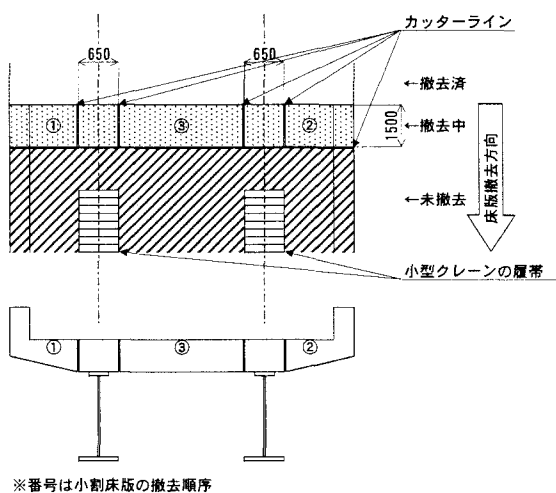 カッターライン
650
650
←撤去済
①
③
②
1500
←撤去中
床版撤去方向
←未撤去
小型クレーンの履帯
①
③
②
※番号は小割床版の撤去順序